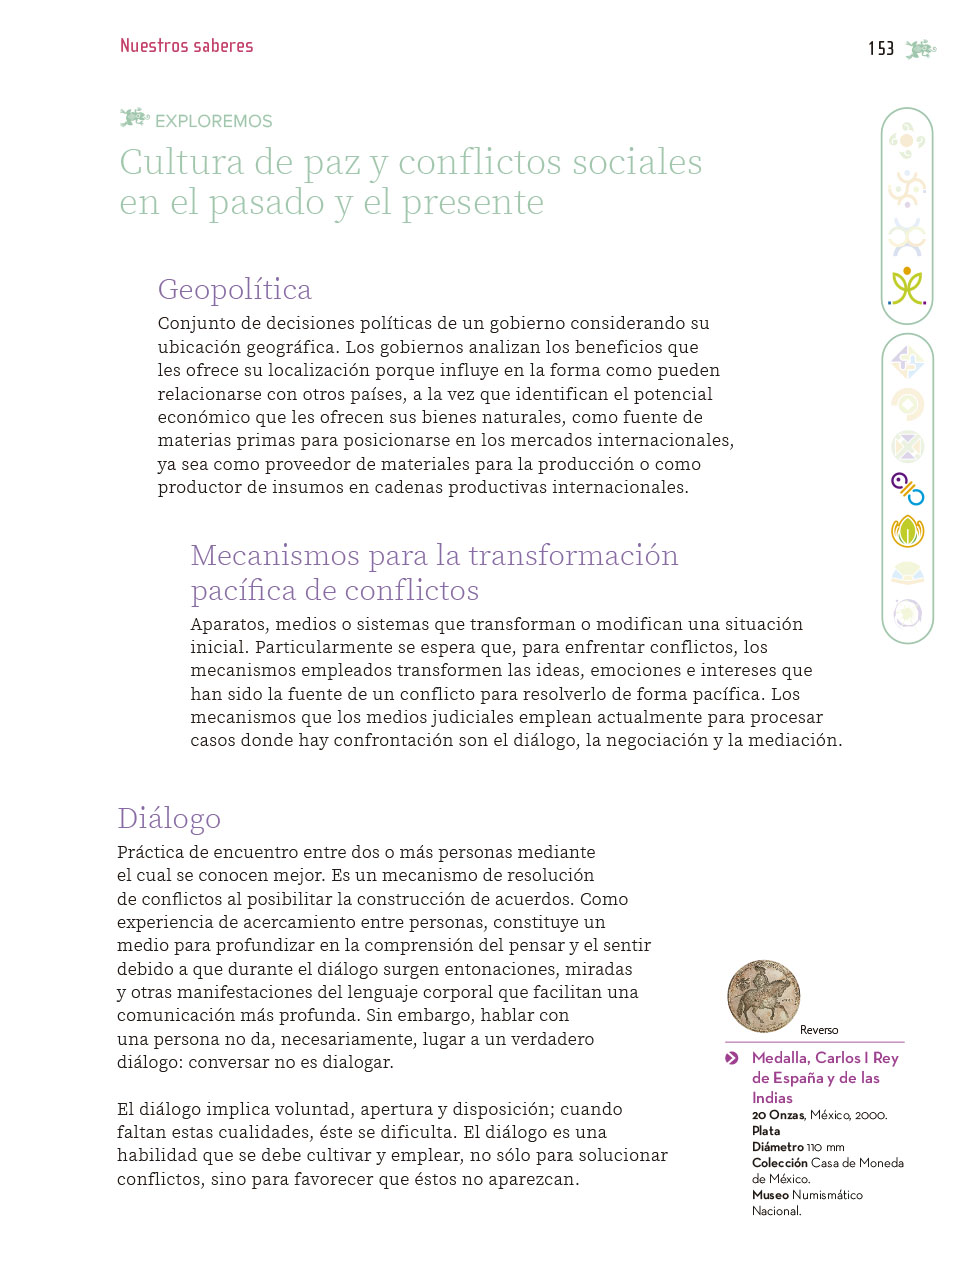 Nuestros saberes
153
EXPLOREMOS
Cultura de paz y conflictos sociales
en el pasado y el presente
Geopolítica
Conjunto de decisiones políticas de un gobierno considerando su
ubicación geográfica. Los gobiernos analizan los beneficios que
les ofrece su localización porque influye en la forma como pueden
relacionarse con otros países, a la vez que identifican el potencial
económico que les ofrecen sus bienes naturales, como fuente de
materias primas para posicionarse en los mercados internacionales,
ya sea como proveedor de materiales para la producción o como
productor de insumos en cadenas productivas internacionales.
Mecanismos para la transformación
pacífica de conflictos
Aparatos, medios o sistemas que transforman o modifican una situación
inicial. Particularmente se espera que, para enfrentar conflictos, los
mecanismos empleados transformen las ideas, emociones e intereses que
han sido la fuente de un conflicto para resolverlo de forma pacífica. Los
mecanismos que los medios judiciales emplean actualmente para procesar
casos donde hay confrontación son el diálogo, la negociación y la mediación.
Diálogo
Práctica de encuentro entre dos o más personas mediante
el cual se conocen mejor. Es un mecanismo de resolución
de conflictos al posibilitar la construcción de acuerdos. Como
experiencia de acercamiento entre personas, constituye un
medio para profundizar en la comprensión del pensar y el sentir
debido a que durante el diálogo surgen entonaciones, miradas
y otras manifestaciones del lenguaje corporal que facilitan una
comunicación más profunda. Sin embargo, hablar con
una persona no da, necesariamente, lugar a un verdadero
diálogo: conversar no es dialogar.
El diálogo implica voluntad, apertura y disposición; cuando
faltan estas cualidades, éste se dificulta. El diálogo es una
habilidad que se debe cultivar y emplear, no sólo para solucionar
conflictos, sino para favorecer que éstos no aparezcan.
Reverso
Medalla, Carlos I Rey
de España y de las
Indias
20 Onzas, México, 2000.
Plata
Diámetro 110 mm
Colección Casa de Moneda
de México.
Museo Numismático
Nacional.